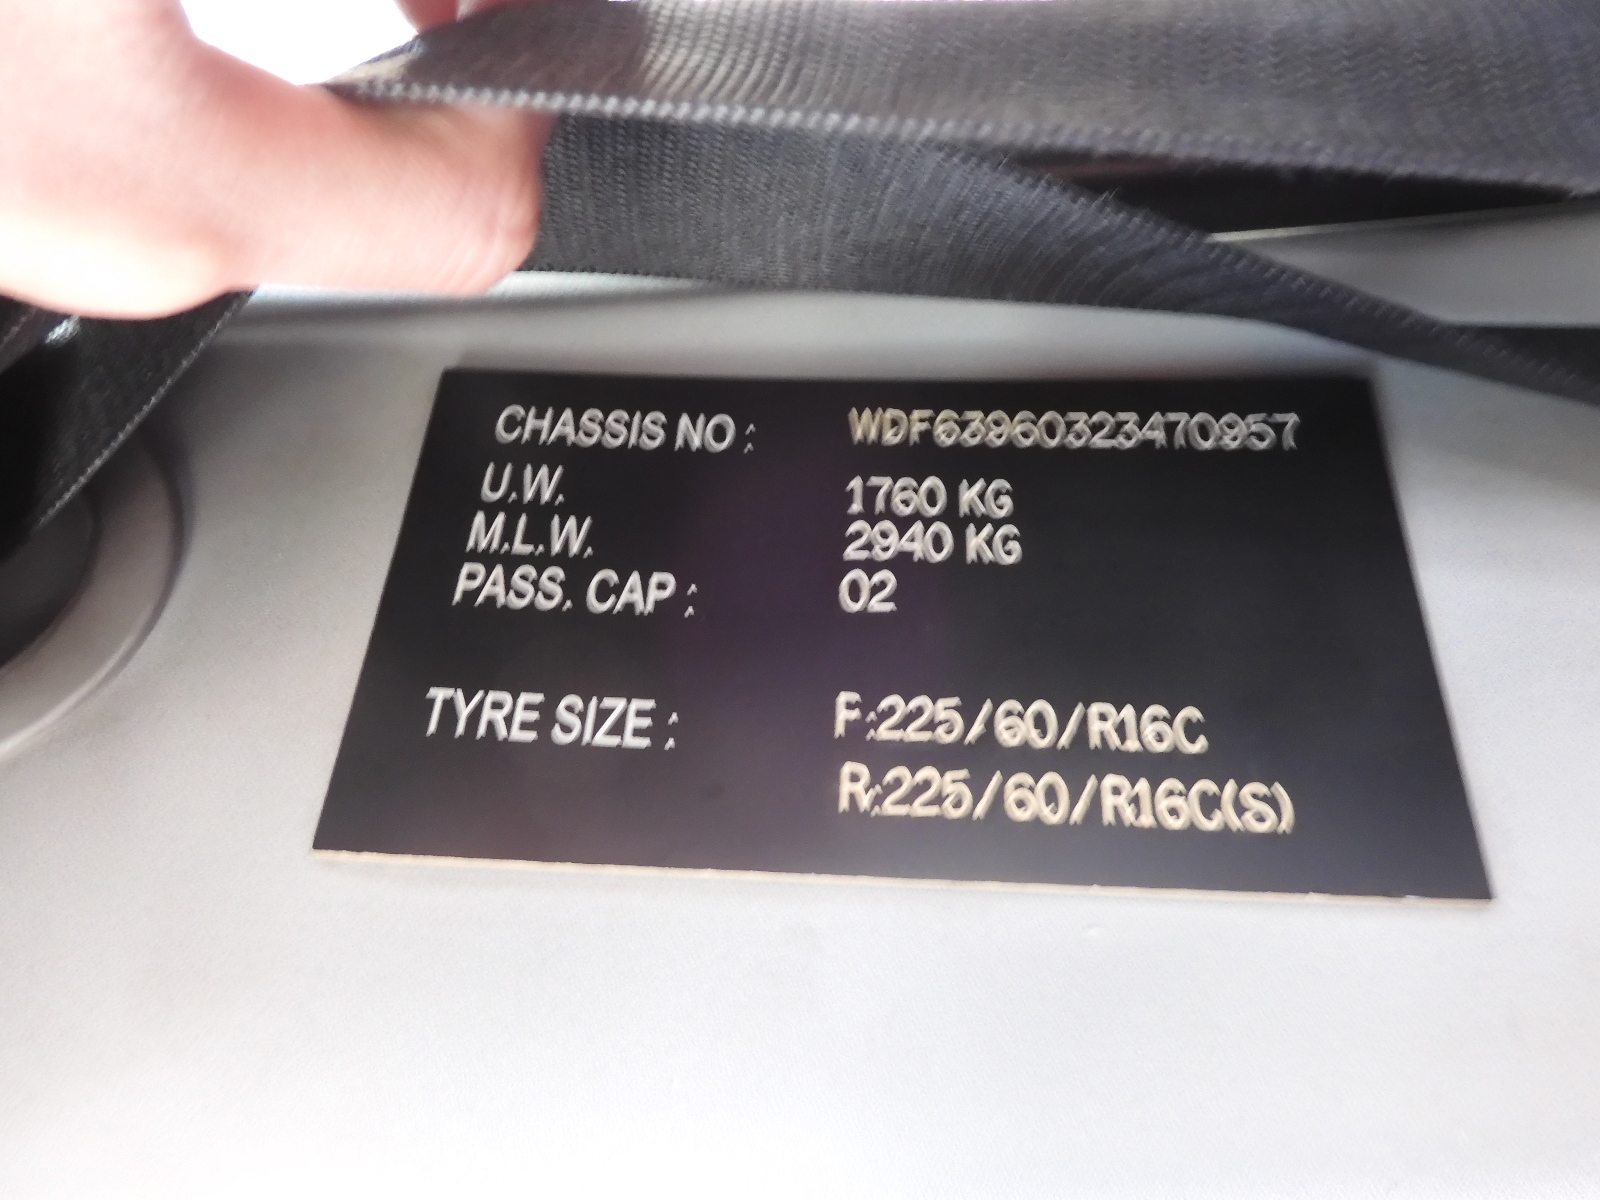 CHASSIS NO : WDF63960323470957
U.W. 1760 KG
M.L.W. 2940 KG
PASS. CAP : 02
TYRE SIZE : F:225/60/R16C
R:225/60/R16C(S)